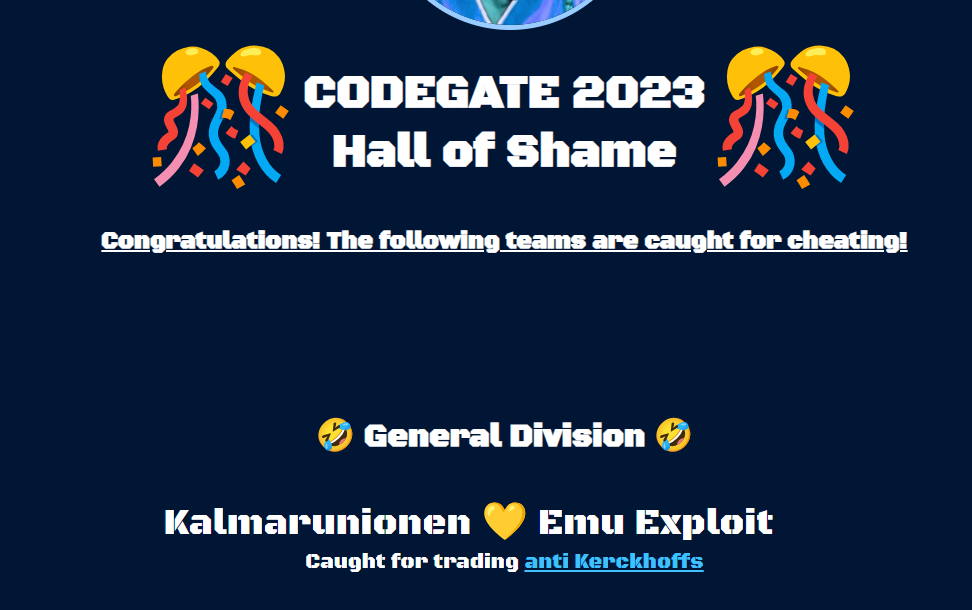 CODEGATE 2023
Hall of Shame
Congratulations! The following teams are caught for cheating!
🤣 General Division 🤣
Kalmarunionen 💛 Emu Exploit
Caught for trading anti Kerckhoffs